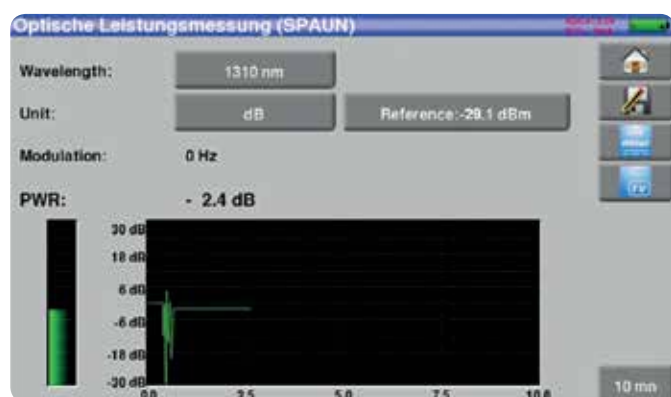 Optische Leistungsmessung (SPAUN)
Wavelength: 1310 nm
Unit: dB Reference:-29.1 dBm
Modulation: 0 Hz
PWR: - 2.4 dB
30 dB
18 dB
6 dB
-6 dB
-18 dB
-30 dB
0.0 2.5 5.0 7.5 10.0
TV
10 mn